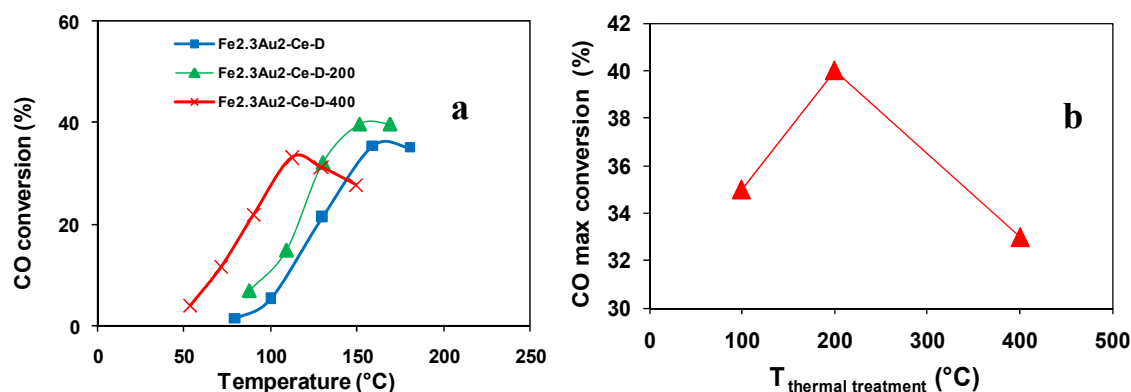 60
40
20
0
CO conversion (%)
Fe2.3Au2-Ce-D
Fe2.3Au2-Ce-D-200
Fe2.3Au2-Ce-D-400
a
0 50 100 150 200 250
Temperature (°C)
42
40
38
36
34
32
30
CO max conversion (%)
b
0 100 200 300 400 500
T thermal treatment (°C)